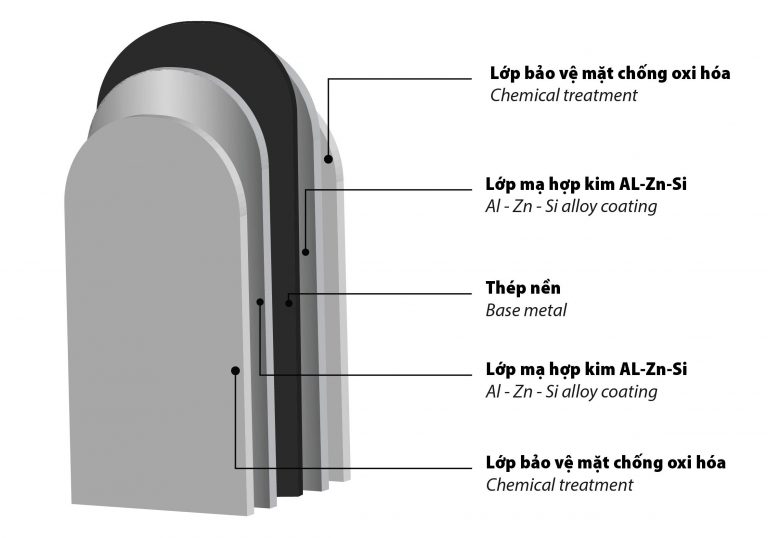 Lớp bảo vệ mặt chống oxi hóa
Chemical treatment
Lớp mạ hợp kim AL-Zn-Si
Al - Zn - Si alloy coating
Thép nền
Base metal
Lớp mạ hợp kim AL-Zn-Si
Al - Zn - Si alloy coating
Lớp bảo vệ mặt chống oxi hóa
Chemical treatment